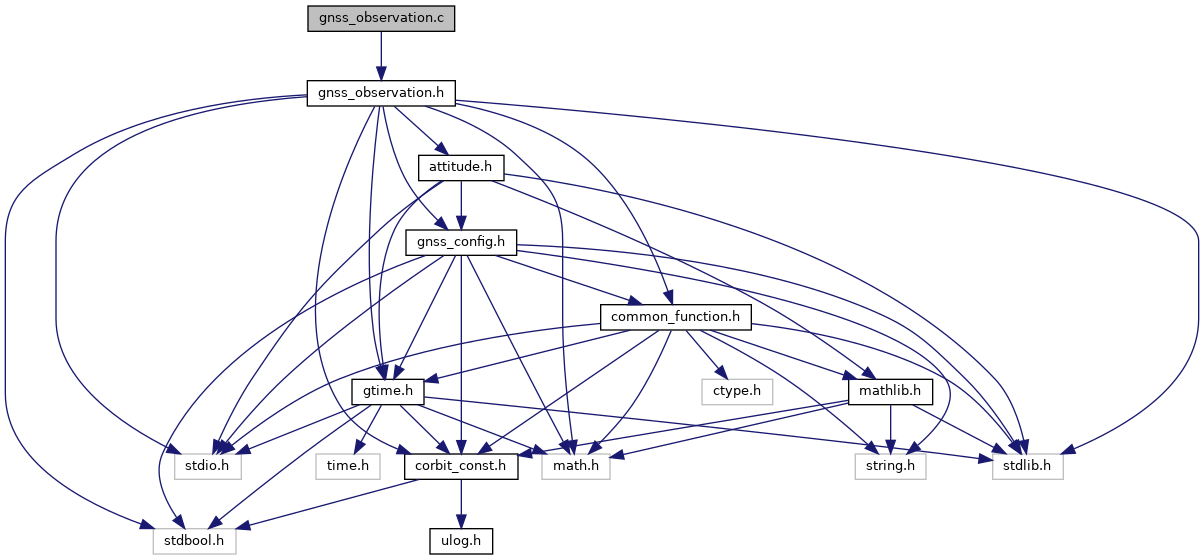 gnss_observation.c
gnss_observation.h
attitude.h
gnss_config.h
common_function.h
gtime.h
ctype.h
mathlib.h
stdio.h
time.h
corbit_const.h
math.h
string.h
stdlib.h
stdbool.h
ulog.h